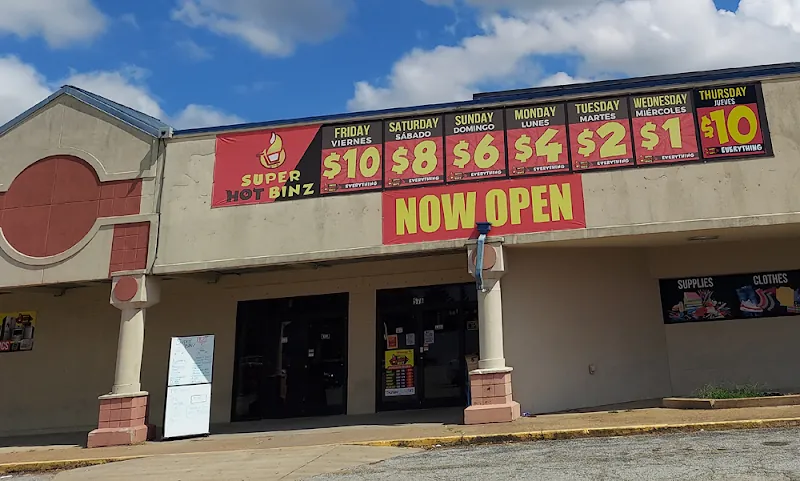 SUPER
HOT BINZ
FRIDAY
VIERNES
$10
EVERYTHING
SATURDAY
SÁBADO
$8
EVERYTHING
SUNDAY
DOMINGO
$6
EVERYTHING
MONDAY
LUNES
$4
EVERYTHING
TUESDAY
MARTES
$2
EVERYTHING
WEDNESDAY
MIÉRCOLES
$1
EVERYTHING
THURSDAY
JUEVES
$10
EVERYTHING
NOW OPEN
SUPPLIES
CLOTHES